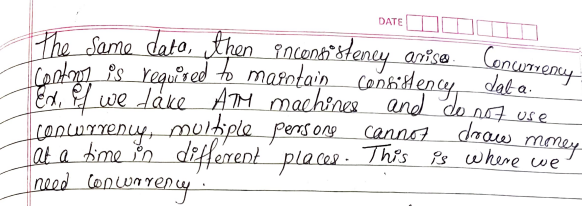 DATE
the same data, then inconsistency arise. Concurrency
Control is required to maintain consistency data.
Ex, if we take ATM machines and do not use
concurrency, multiple persons cannot draw money
at a time in different places. This is where we
need concurrency.